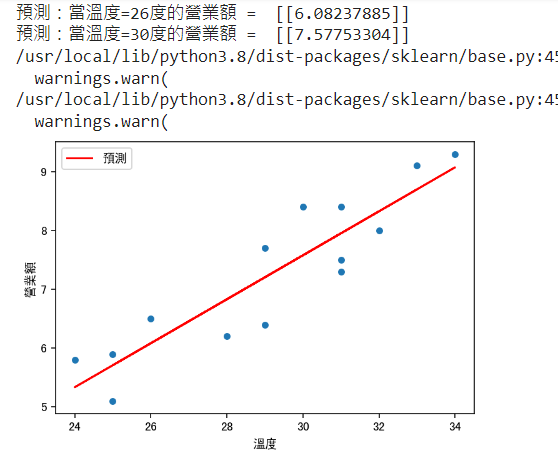 預測：當溫度=26度的營業額 =  [[6.08237885]]
預測：當溫度=30度的營業額 =  [[7.57753304]]
/usr/local/lib/python3.8/dist-packages/sklearn/base.py:45
  warnings.warn(
/usr/local/lib/python3.8/dist-packages/sklearn/base.py:45
  warnings.warn(
預測
9
8
7
6
5
營業額
24 26 28 30 32 34
溫度